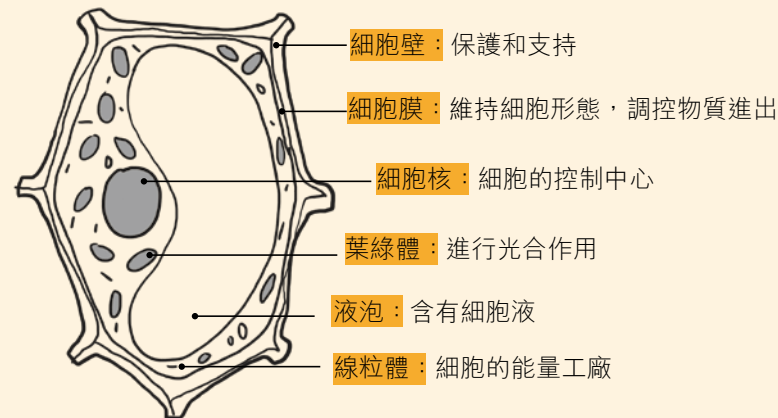 細胞壁：保護和支持
細胞膜：維持細胞形態，調控物質進出
細胞核：細胞的控制中心
葉綠體：進行光合作用
液泡：含有細胞液
線粒體：細胞的能量工廠